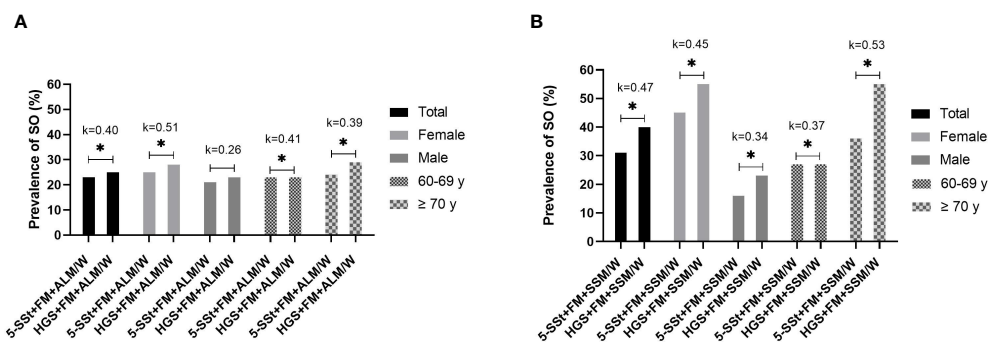 A
Prevalence of SO (%)
60
50
40
30
20
10
0
k=0.40
*
k=0.51
*
k=0.26
k=0.41
*
k=0.39
*
5-SSt+FM+ALM/W
HGS+FM+ALM/W
5-SSt+FM+ALM/W
HGS+FM+ALM/W
5-SSt+FM+ALM/W
HGS+FM+ALM/W
5-SSt+FM+ALM/W
HGS+FM+ALM/W
5-SSt+FM+ALM/W
HGS+FM+ALM/W
Total
Female
Male
60-69 y
≥ 70 y
B
Prevalence of SO (%)
60
50
40
30
20
10
0
k=0.47
*
k=0.45
*
k=0.34
*
k=0.37
*
k=0.53
*
5-SSt+FM+SSM/W
HGS+FM+SSM/W
5-SSt+FM+SSM/W
HGS+FM+SSM/W
5-SSt+FM+SSM/W
HGS+FM+SSM/W
5-SSt+FM+SSM/W
HGS+FM+SSM/W
5-SSt+FM+SSM/W
HGS+FM+SSM/W
Total
Female
Male
60-69 y
≥ 70 y